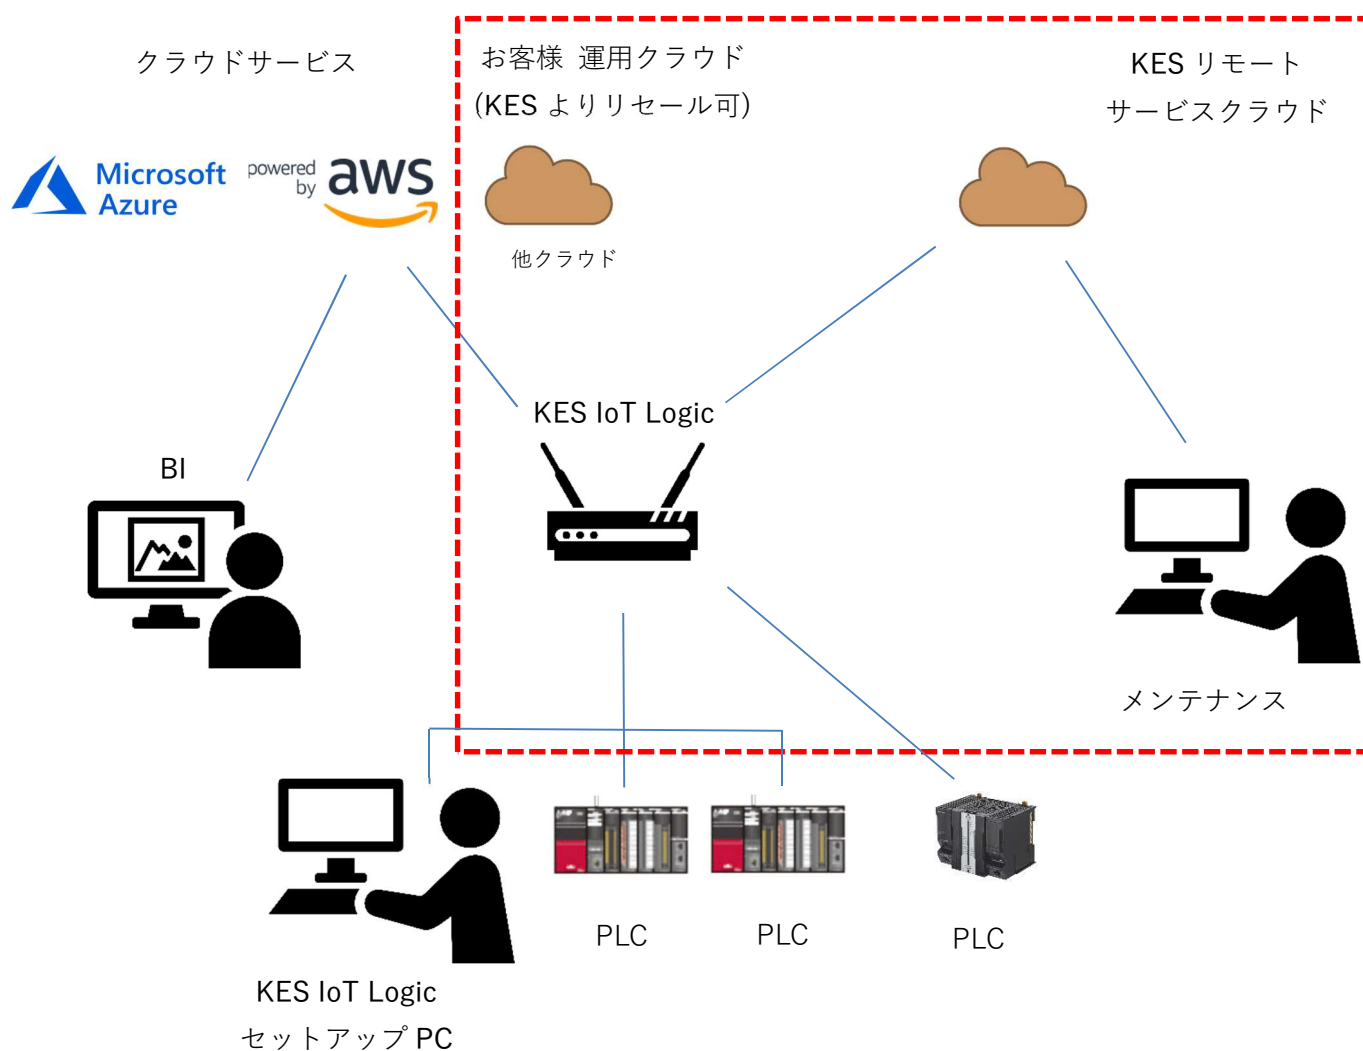 クラウドサービス
お客様 運用クラウド
(KES よりリセール可)
KES リモート
サービスクラウド
Microsoft
Azure
powered
by
aws
他クラウド
KES IoT Logic
BI
メンテナンス
PLC
PLC
PLC
KES IoT Logic
セットアップ PC